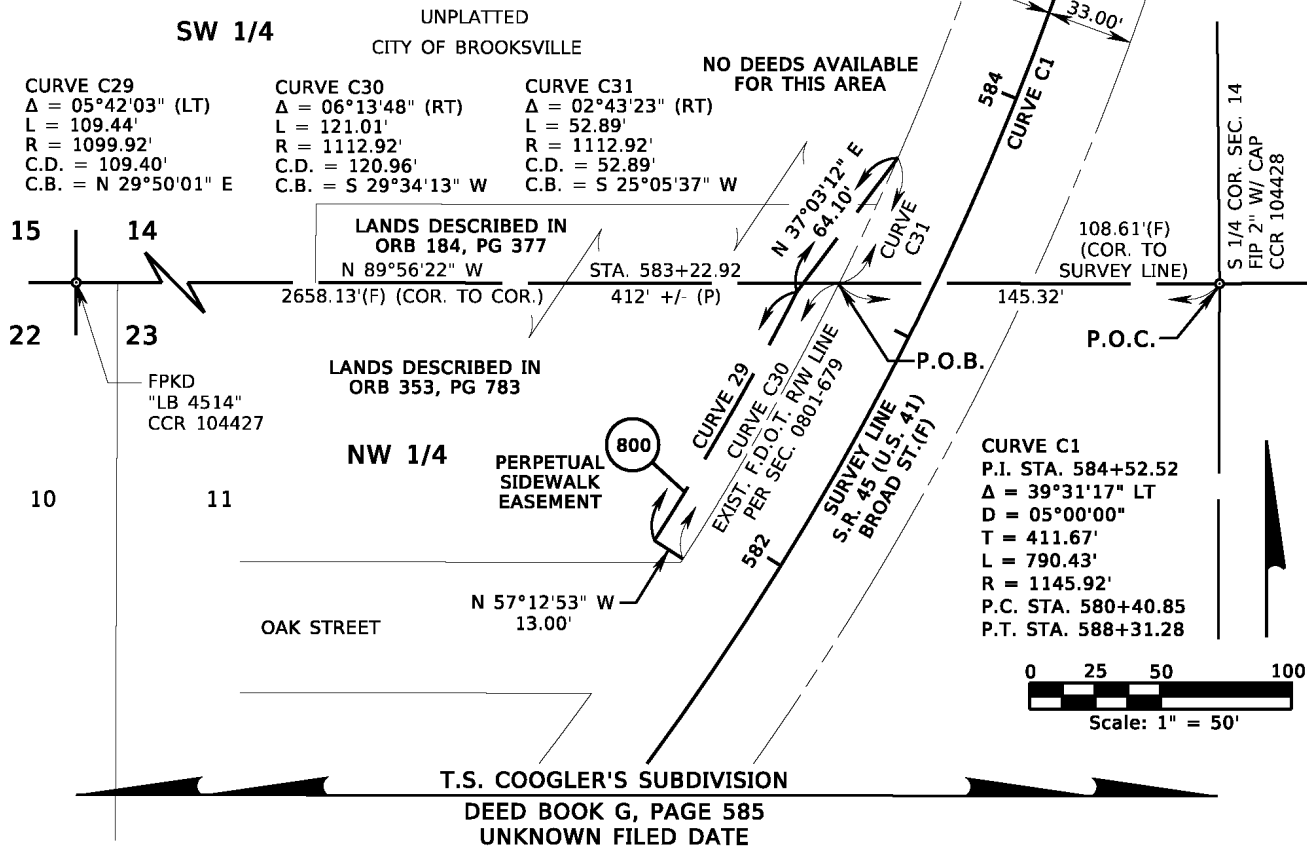 SW 1/4
UNPLATTED
CITY OF BROOKSVILLE
NO DEEDS AVAILABLE
FOR THIS AREA
33.00'
584
CURVE C1
S 1/4 COR. SEC. 14
FIP 2" W/ CAP
CCR 104428
CURVE C29
Δ = 05°42'03" (LT)
L = 109.44'
R = 1099.92'
C.D. = 109.40'
C.B. = N 29°50'01" E
CURVE C30
Δ = 06°13'48" (RT)
L = 121.01'
R = 1112.92'
C.D. = 120.96'
C.B. = S 29°34'13" W
CURVE C31
Δ = 02°43'23" (RT)
L = 52.89'
R = 1112.92'
C.D. = 52.89'
C.B. = S 25°05'37" W
N 37°03'12" E
64.10'
CURVE
C31
15
14
LANDS DESCRIBED IN
ORB 184, PG 377
N 89°56'22" W
STA. 583+22.92
2658.13'(F) (COR. TO COR.)
412' +/- (P)
108.61'(F)
(COR. TO
SURVEY LINE)
145.32'
22
23
P.O.C.
P.O.B.
FPKD
"LB 4514"
CCR 104427
LANDS DESCRIBED IN
ORB 353, PG 783
NW 1/4
CURVE 29
CURVE C30
EXIST. F.D.O.T. R/W LINE
PER SEC. 0801-679
SURVEY LINE
S.R. 45 (U.S. 41)
BROAD ST.(F)
800
PERPETUAL
SIDEWALK
EASEMENT
10
11
582
CURVE C1
P.I. STA. 584+52.52
Δ = 39°31'17" LT
D = 05°00'00"
T = 411.67'
L = 790.43'
R = 1145.92'
P.C. STA. 580+40.85
P.T. STA. 588+31.28
N 57°12'53" W
13.00'
OAK STREET
0 25 50 100
Scale: 1" = 50'
T.S. COOGLER'S SUBDIVISION
DEED BOOK G, PAGE 585
UNKNOWN FILED DATE